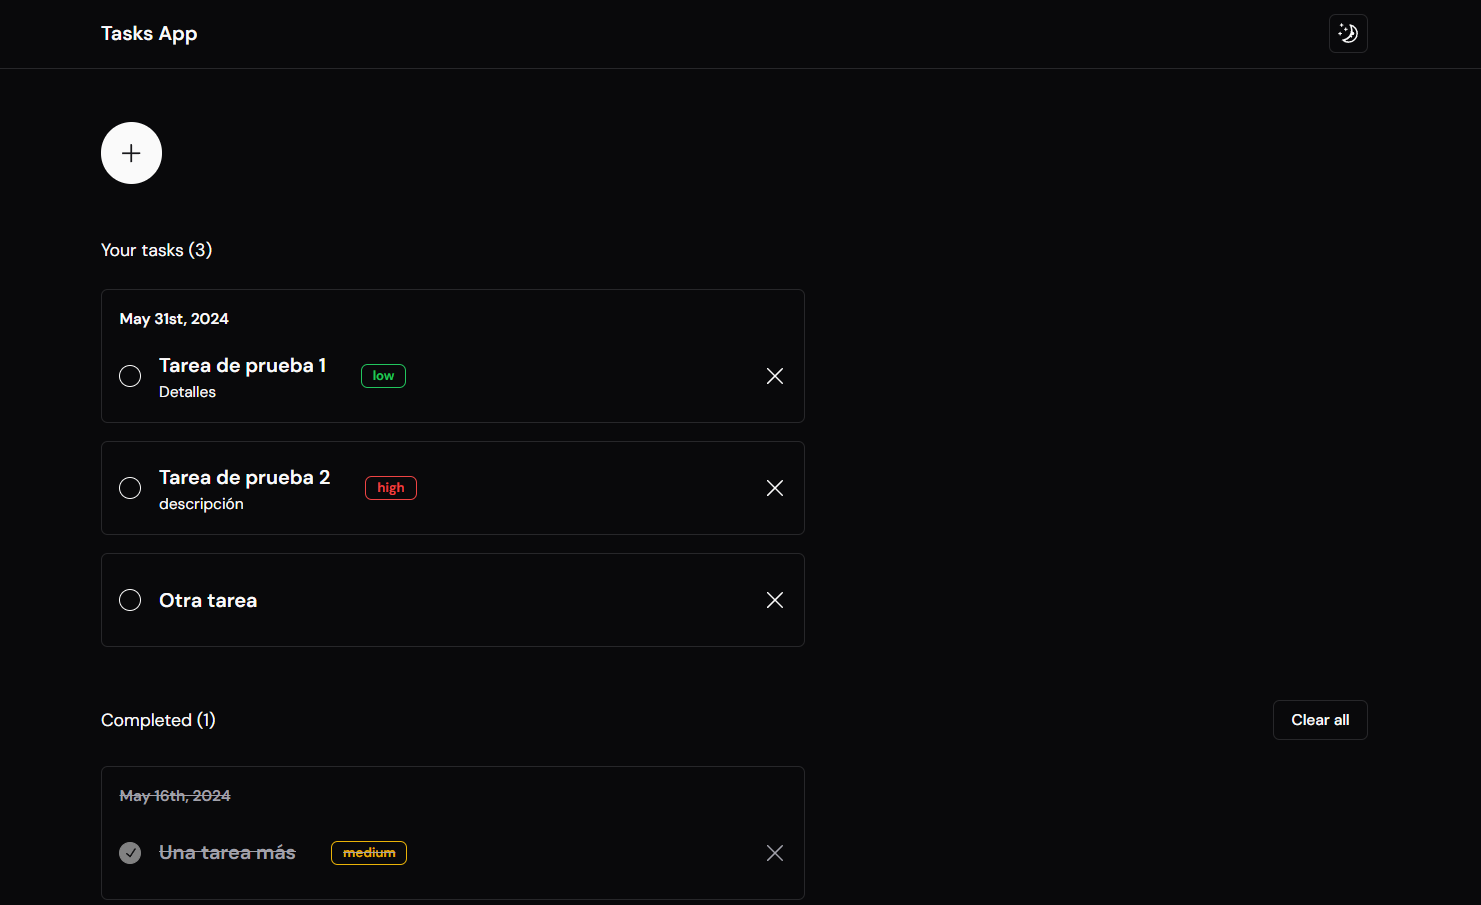 Tasks App
Your tasks (3)
May 31st, 2024
Tarea de prueba 1
low
Detalles
Tarea de prueba 2
high
descripción
Otra tarea
Completed (1)
Clear all
May 16th, 2024
Una tarea más
medium